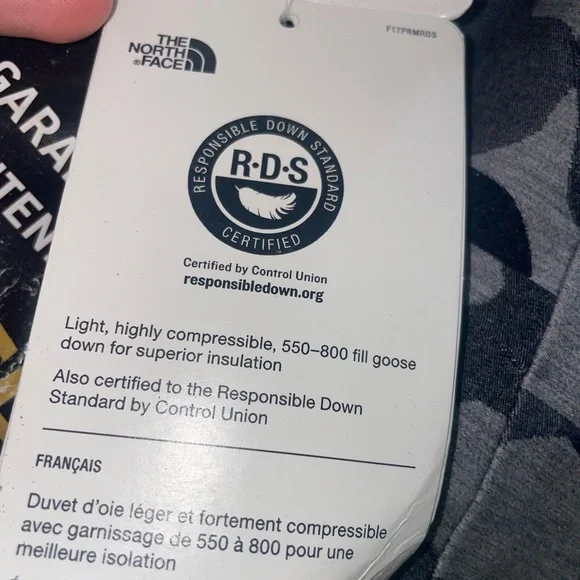 F17PRMRDS
THE
NORTH
®FACE
RESPONSIBLE DOWN STANDARD
R·D·S
CERTIFIED
Certified by Control Union
responsibledown.org
Light, highly compressible, 550–800 fill goose
down for superior insulation
Also certified to the Responsible Down
Standard by Control Union
FRANÇAIS
Duvet d'oie léger et fortement compressible
avec garnissage de 550 à 800 pour une
meilleure isolation